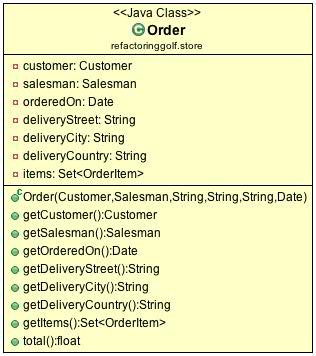 <<Java Class>>
C Order
refactoringgolf.store
customer: Customer
salesman: Salesman
orderedOn: Date
deliveryStreet: String
deliveryCity: String
deliveryCountry: String
items: Set<OrderItem>
c Order(Customer,Salesman,String,String,String,Date)
getCustomer():Customer
getSalesman():Salesman
getOrderedOn():Date
getDeliveryStreet():String
getDeliveryCity():String
getDeliveryCountry():String
getItems():Set<OrderItem>
total():float